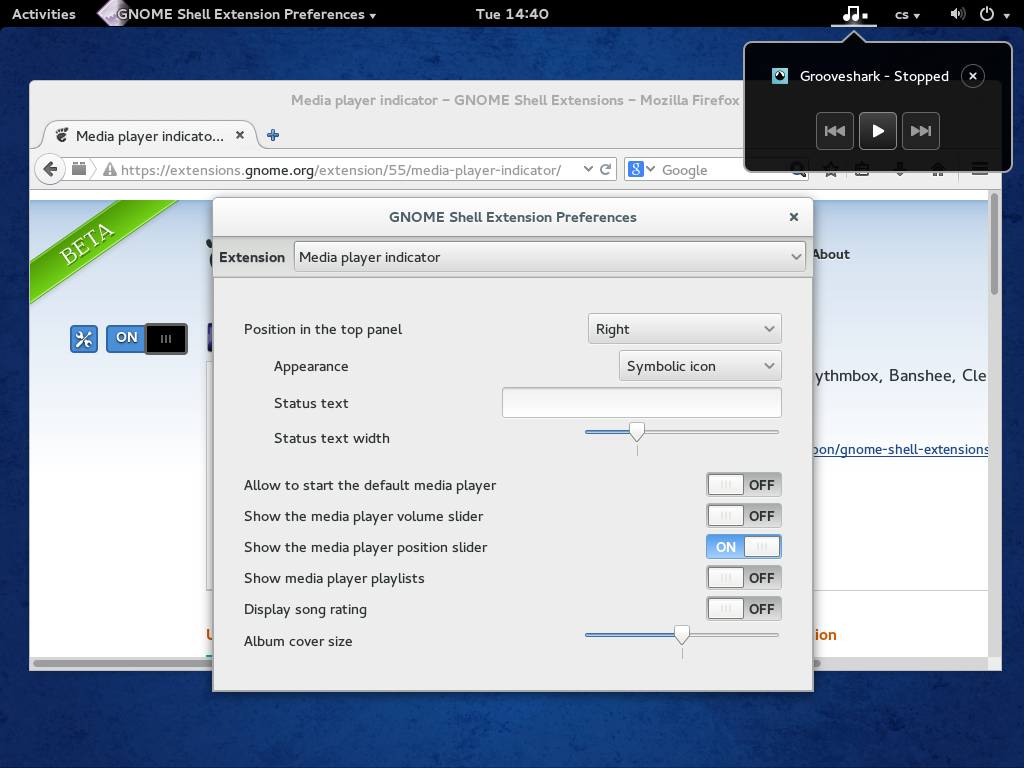 Activities GNOME Shell Extension Preferences Tue 14:40 cs
Grooveshark - Stopped
Media player indicator – GNOME Shell Extensions – Mozilla Firefox
Media player indicato...
https://extensions.gnome.org/extension/55/media-player-indicator/ Google
BETA
About
ON
ythmbox, Banshee, Cle
oon/gnome-shell-extensions
GNOME Shell Extension Preferences
Extension Media player indicator
Position in the top panel Right
Appearance Symbolic icon
Status text
Status text width
Allow to start the default media player OFF
Show the media player volume slider OFF
Show the media player position slider ON
Show media player playlists OFF
Display song rating OFF
Album cover size
ion